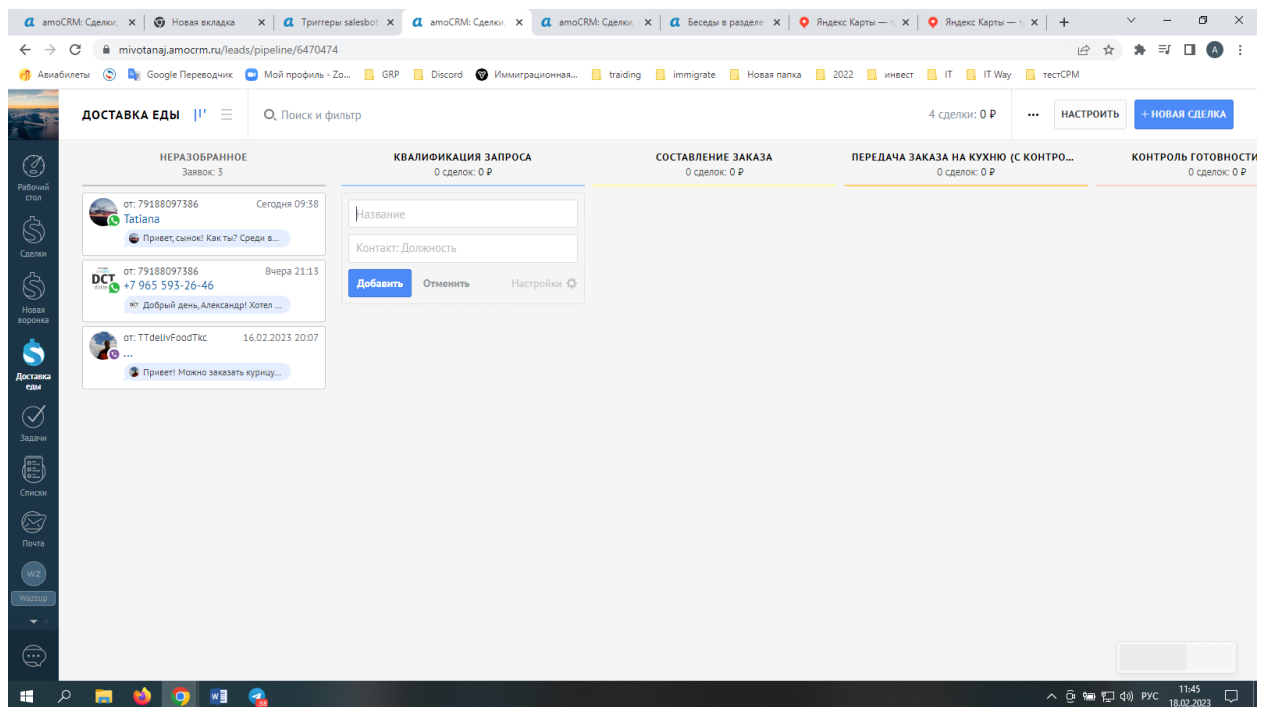 amoCRM: Сделки,
Новая вкладка
Триггеры salesbot
amoCRM: Сделки,
amoCRM: Сделки,
Беседы в разделе
Яндекс Карты — т
Яндекс Карты — т
mivotanaj.amocrm.ru/leads/pipeline/6470474
A
Авиабилеты
Google Переводчик
Мой профиль - Zo...
GRP
Discord
Иммиграционная...
traiding
immigrate
Новая папка
2022
инвест
IT
IT Way
тестСРМ
ДОСТАВКА ЕДЫ
Поиск и фильтр
4 сделки: 0 ₽
НАСТРОИТЬ
+ НОВАЯ СДЕЛКА
Рабочий
стол
Сделки
Новая
воронка
Доставка
еды
Задачи
Списки
Почта
WZ
Wazzup
НЕРАЗОБРАННОЕ
Заявок: 3
КВАЛИФИКАЦИЯ ЗАПРОСА
0 сделок: 0 ₽
СОСТАВЛЕНИЕ ЗАКАЗА
0 сделок: 0 ₽
ПЕРЕДАЧА ЗАКАЗА НА КУХНЮ (С КОНТРО...
0 сделок: 0 ₽
КОНТРОЛЬ ГОТОВНОСТИ
0 сделок: 0 ₽
от: 79188097386 Сегодня 09:38
Tatiana
Привет, сынок! Как ты? Среди в...
от: 79188097386 Вчера 21:13
+7 965 593-26-46
DCT
Добрый день, Александр! Хотел ...
от: TTdelivFoodTkc 16.02.2023 20:07
...
Привет! Можно заказать курицу...
Название
Контакт: Должность
Добавить Отменить Настройки
98
РУС
11:45
18.02.2023